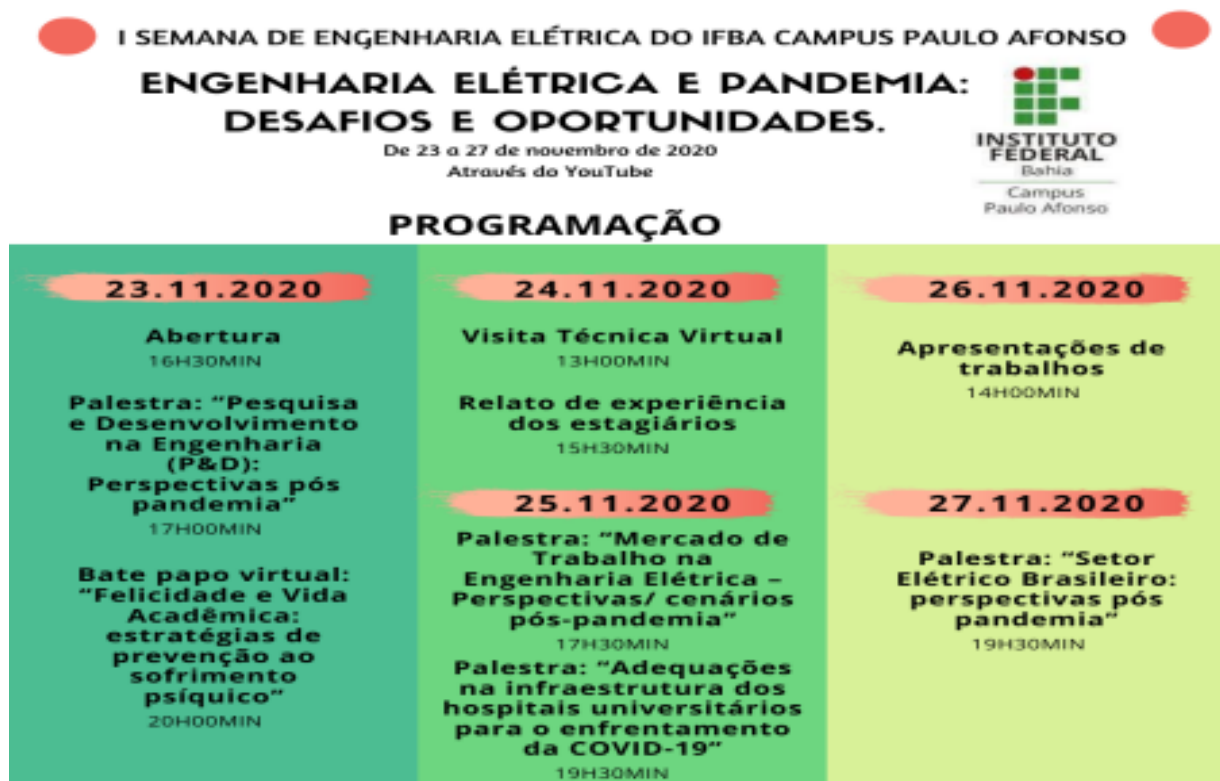 I SEMANA DE ENGENHARIA ELÉTRICA DO IFBA CAMPUS PAULO AFONSO
ENGENHARIA ELÉTRICA E PANDEMIA:
DESAFIOS E OPORTUNIDADES.
De 23 a 27 de novembro de 2020
Através do YouTube
INSTITUTO
FEDERAL
Bahia
Campus
Paulo Afonso
PROGRAMAÇÃO
23.11.2020
Abertura
16H30MIN
Palestra: “Pesquisa
e Desenvolvimento
na Engenharia
(P&D):
Perspectivas pós
pandemia”
17H00MIN
Bate papo virtual:
“Felicidade e Vida
Acadêmica:
estratégias de
prevenção ao
sofrimento
psíquico”
20H00MIN
24.11.2020
Visita Técnica Virtual
13H00MIN
Relato de experiência
dos estagiários
15H30MIN
25.11.2020
Palestra: “Mercado de
Trabalho na
Engenharia Elétrica –
Perspectivas/ cenários
pós-pandemia”
17H30MIN
Palestra: “Adequações
na infraestrutura dos
hospitais universitários
para o enfrentamento
da COVID-19”
19H30MIN
26.11.2020
Apresentações de
trabalhos
14H00MIN
27.11.2020
Palestra: “Setor
Elétrico Brasileiro:
perspectivas pós
pandemia”
19H30MIN